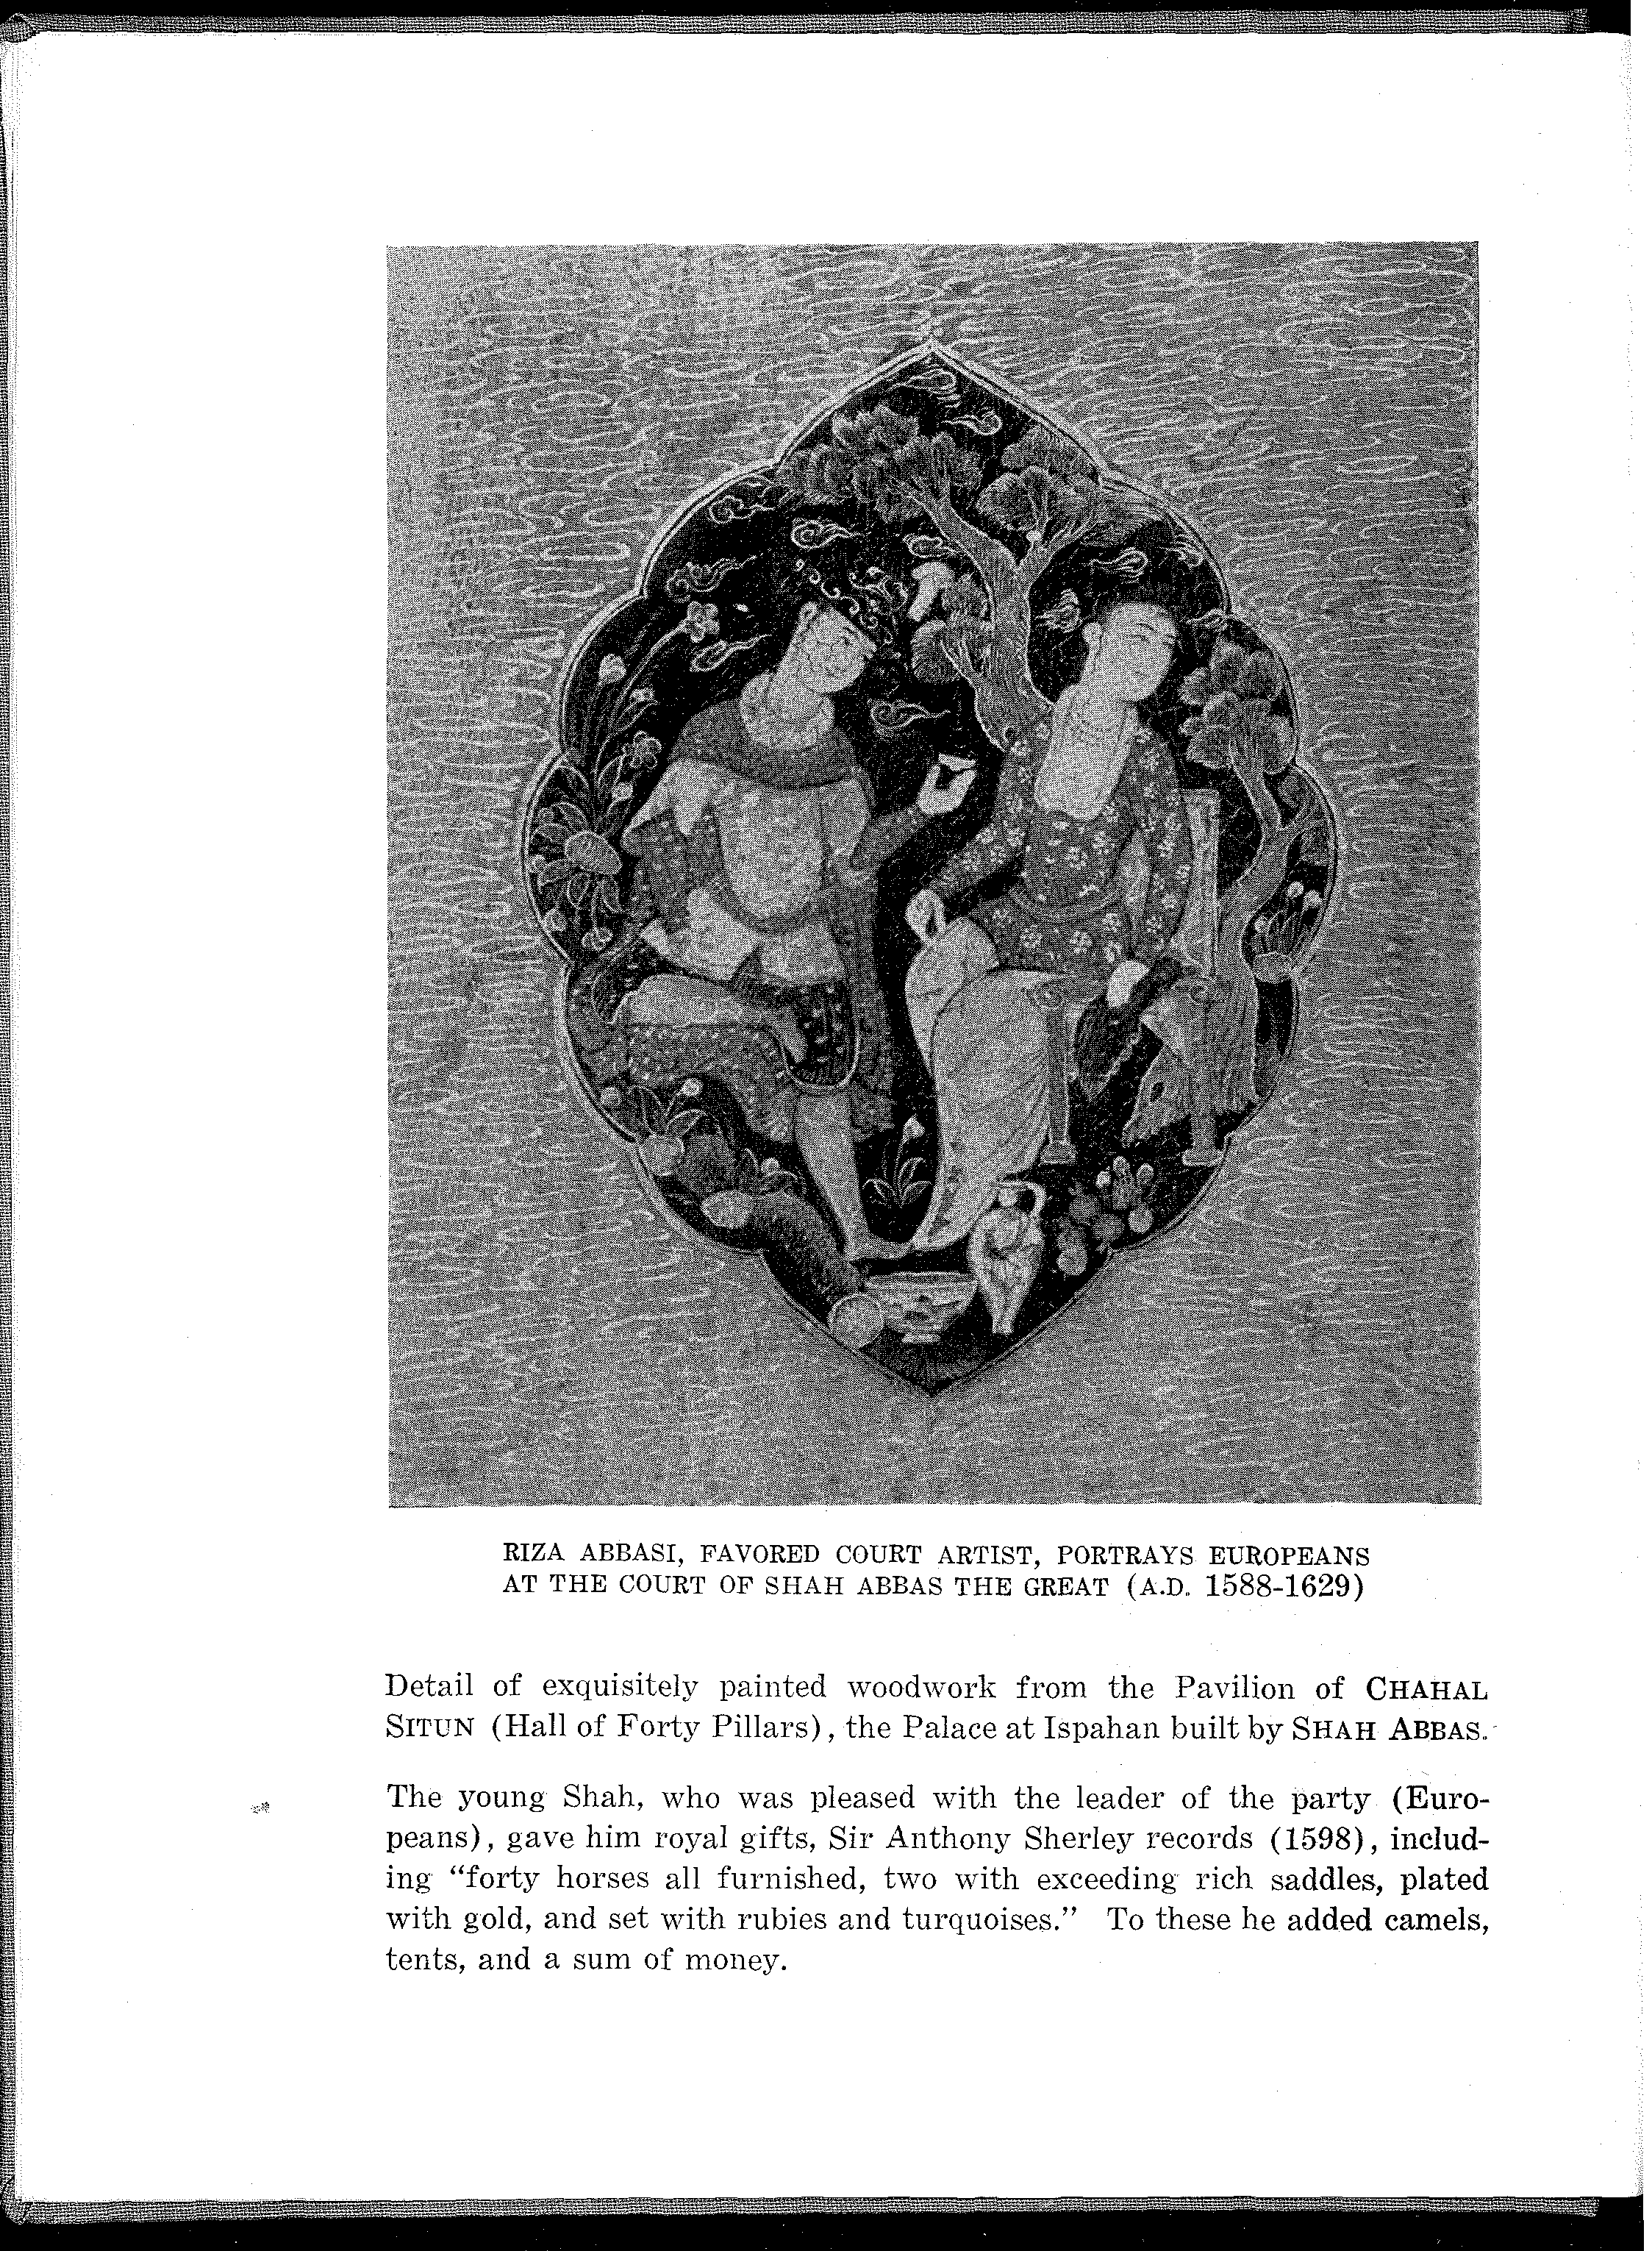 RIZA ABBASI, FAVORED COURT ARTIST, PORTRAYS EUROPEANS
AT THE COURT OF SHAH ABBAS THE GREAT (A.D. 1588-1629)
Detail of exquisitely painted woodwork from the Pavilion of CHAHAL
SITUN (Hall of Forty Pillars), the Palace at Ispahan built by SHAH ABBAS.
The young Shah, who was pleased with the leader of the party (Euro-
peans), gave him royal gifts, Sir Anthony Sherley records (1598), includ-
ing “forty horses all furnished, two with exceeding rich saddles, plated
with gold, and set with rubies and turquoises.” To these he added camels,
tents, and a sum of money.